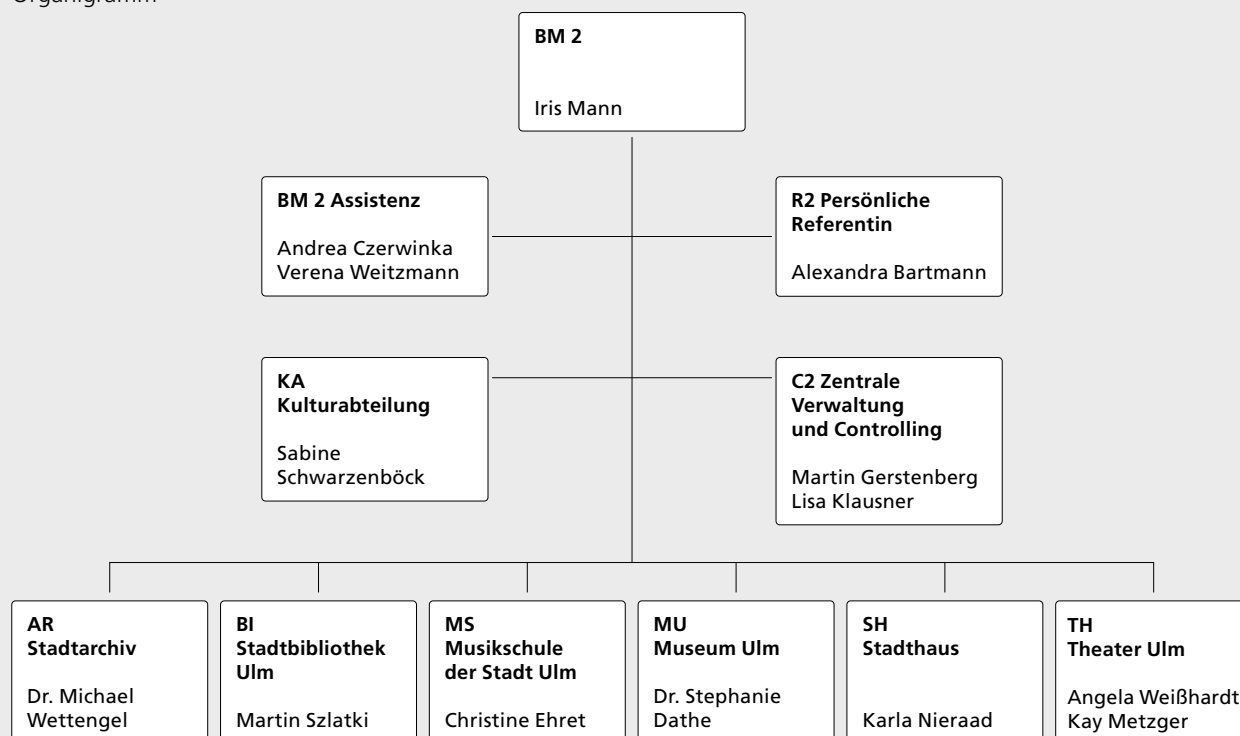 Organigramm
BM 2
Iris Mann
BM 2 Assistenz
Andrea Czerwinka
Verena Weitzmann
R2 Persönliche
Referentin
Alexandra Bartmann
KA
Kulturabteilung
Sabine
Schwarzenböck
C2 Zentrale
Verwaltung
und Controlling
Martin Gerstenberg
Lisa Klausner
AR
Stadtarchiv
Dr. Michael
Wettengel
BI
Stadtbibliothek
Ulm
Martin Szlatki
MS
Musikschule
der Stadt Ulm
Christine Ehret
MU
Museum Ulm
Dr. Stephanie
Dathe
SH
Stadthaus
Karla Nieraad
TH
Theater Ulm
Angela Weißhardt
Kay Metzger